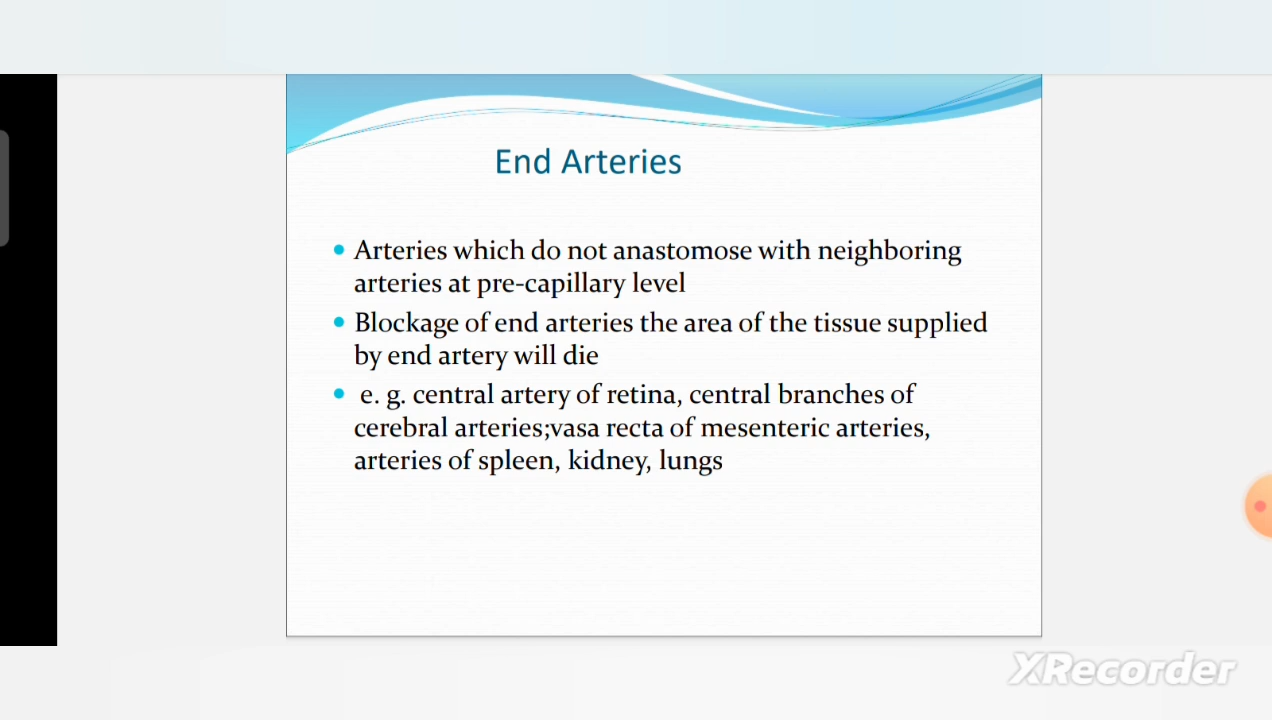 End Arteries
Arteries which do not anastomose with neighboring
arteries at pre-capillary level
Blockage of end arteries the area of the tissue supplied
by end artery will die
e. g. central artery of retina, central branches of
cerebral arteries;vasa recta of mesenteric arteries,
arteries of spleen, kidney, lungs
XRecorder